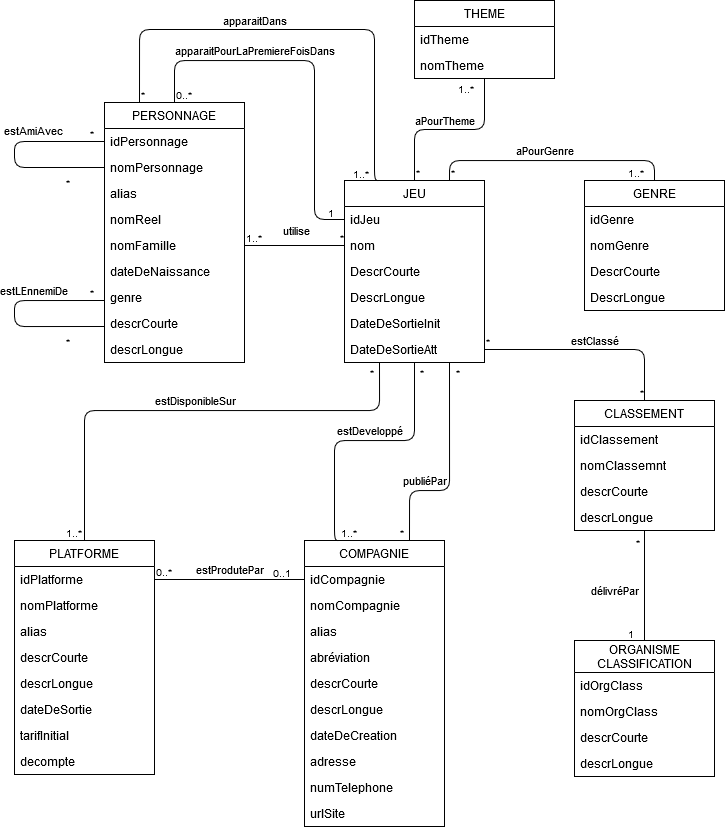 THEME
idTheme
nomTheme
1..*
apparaitDans
apparaitPourLaPremiereFoisDans
*
0..*
aPourTheme
*
PERSONNAGE
idPersonnage
nomPersonnage
alias
nomReel
nomFamille
dateDeNaissance
genre
descrCourte
descrLongue
estAmiAvec
*
*
estLEnnemiDe
*
*
1..*
1
1..*
utilise
*
JEU
idJeu
nom
DescrCourte
DescrLongue
DateDeSortieInit
DateDeSortieAtt
aPourGenre
*
1..*
GENRE
idGenre
nomGenre
DescrCourte
DescrLongue
estClassé
*
*
CLASSEMENT
idClassement
nomClassemnt
descrCourte
descrLongue
*
délivréPar
1
ORGANISME
CLASSIFICATION
idOrgClass
nomOrgClass
descrCourte
descrLongue
*
estDisponibleSur
1..*
*
estDeveloppé
1..*
*
publiéPar
*
PLATFORME
idPlatforme
nomPlatforme
alias
descrCourte
descrLongue
dateDeSortie
tarifInitial
decompte
0..*
estProdutePar
0..1
COMPAGNIE
idCompagnie
nomCompagnie
alias
abréviation
descrCourte
descrLongue
dateDeCreation
adresse
numTelephone
urlSite